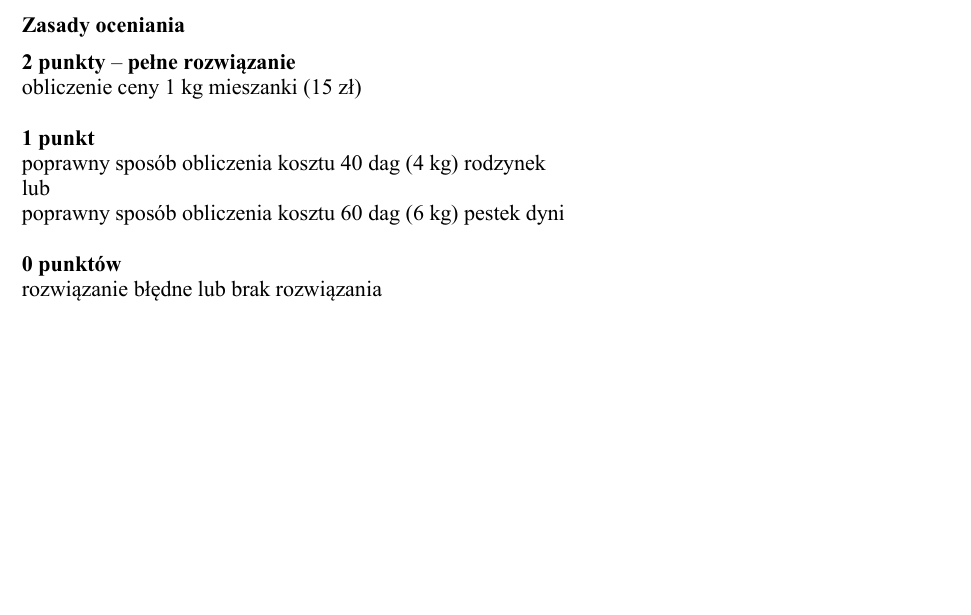 Zasady oceniania
2 punkty – pełne rozwiązanie
obliczenie ceny 1 kg mieszanki (15 zł)
1 punkt
poprawny sposób obliczenia kosztu 40 dag (4 kg) rodzynek
lub
poprawny sposób obliczenia kosztu 60 dag (6 kg) pestek dyni
0 punktów
rozwiązanie błędne lub brak rozwiązania